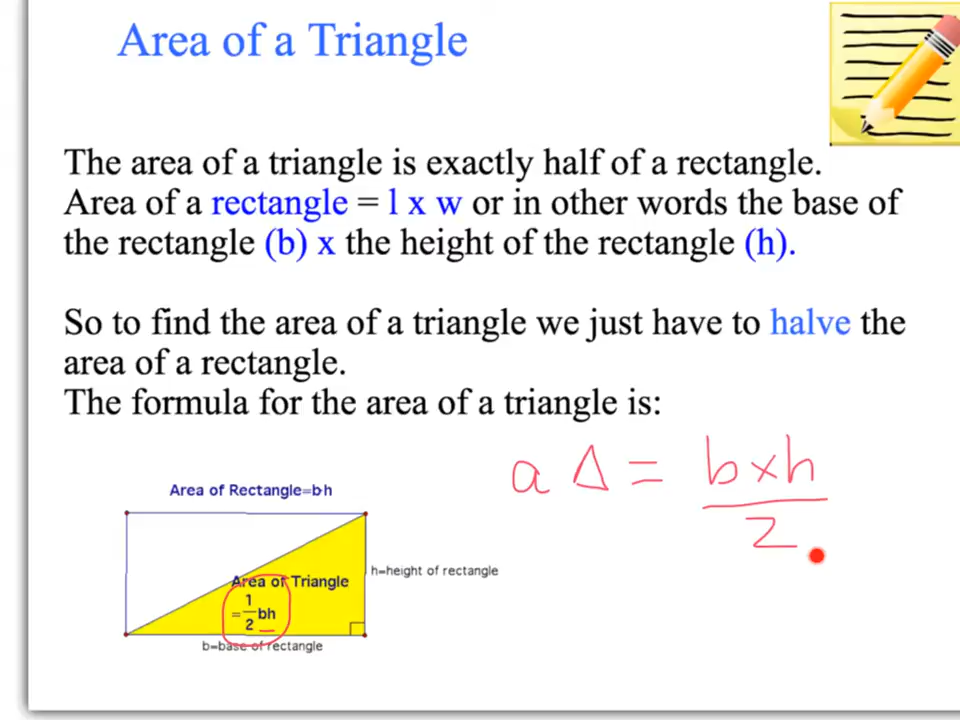 Area of a Triangle
The area of a triangle is exactly half of a rectangle.
Area of a rectangle = l x w or in other words the base of
the rectangle (b) x the height of the rectangle (h).
So to find the area of a triangle we just have to halve the
area of a rectangle.
The formula for the area of a triangle is:
a Δ = b×h
2
Area of Rectangle=b·h
h=height of rectangle
Area of Triangle
=1/2 bh
b=base of rectangle